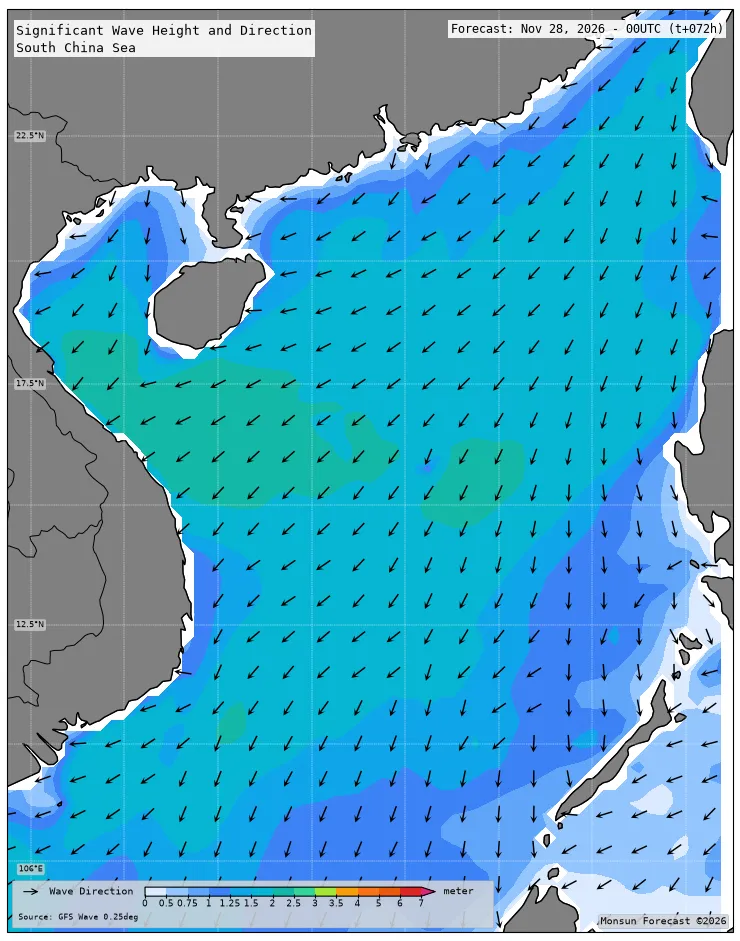 Significant Wave Height and Direction
South China Sea
Forecast: Nov 28, 2026 - 00UTC (t+072h)
22.5°N
17.5°N
12.5°N
106°E
Wave Direction
meter
0 0.5 0.75 1 1.25 1.5 2 2.5 3 3.5 4 5 6 7
Source: GFS Wave 0.25deg
Monsun Forecast ©2026